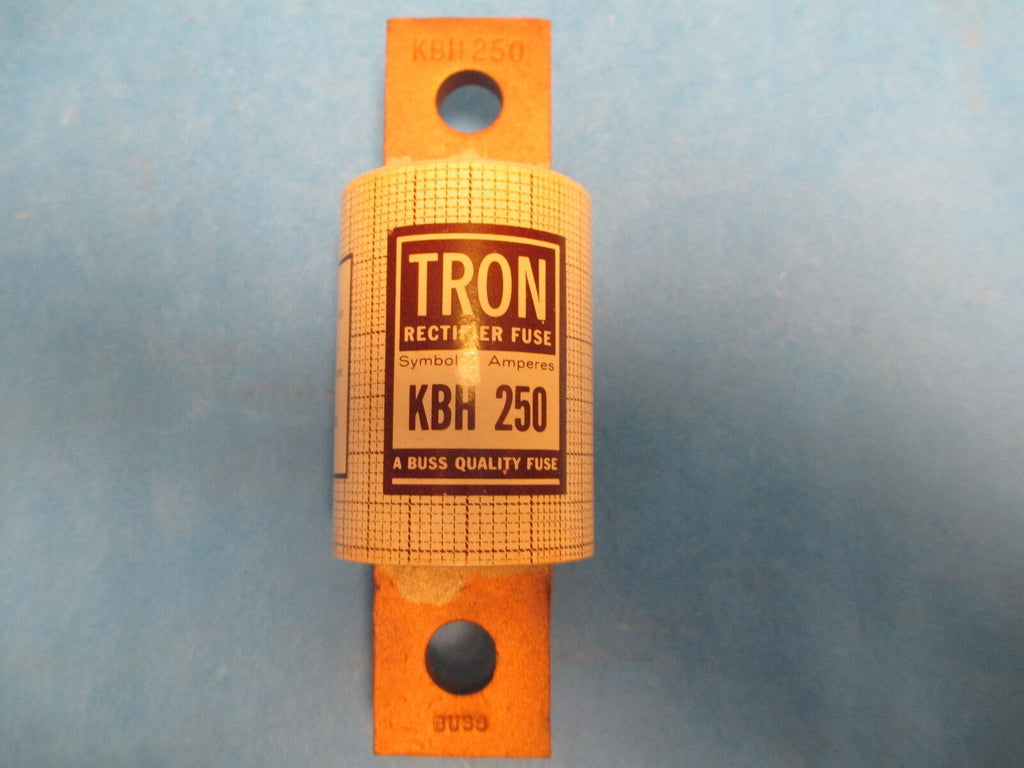 KBH 250
TRON
RECTIFIER FUSE
Symbol & Amperes
KBH 250
A BUSS QUALITY FUSE
BUSS